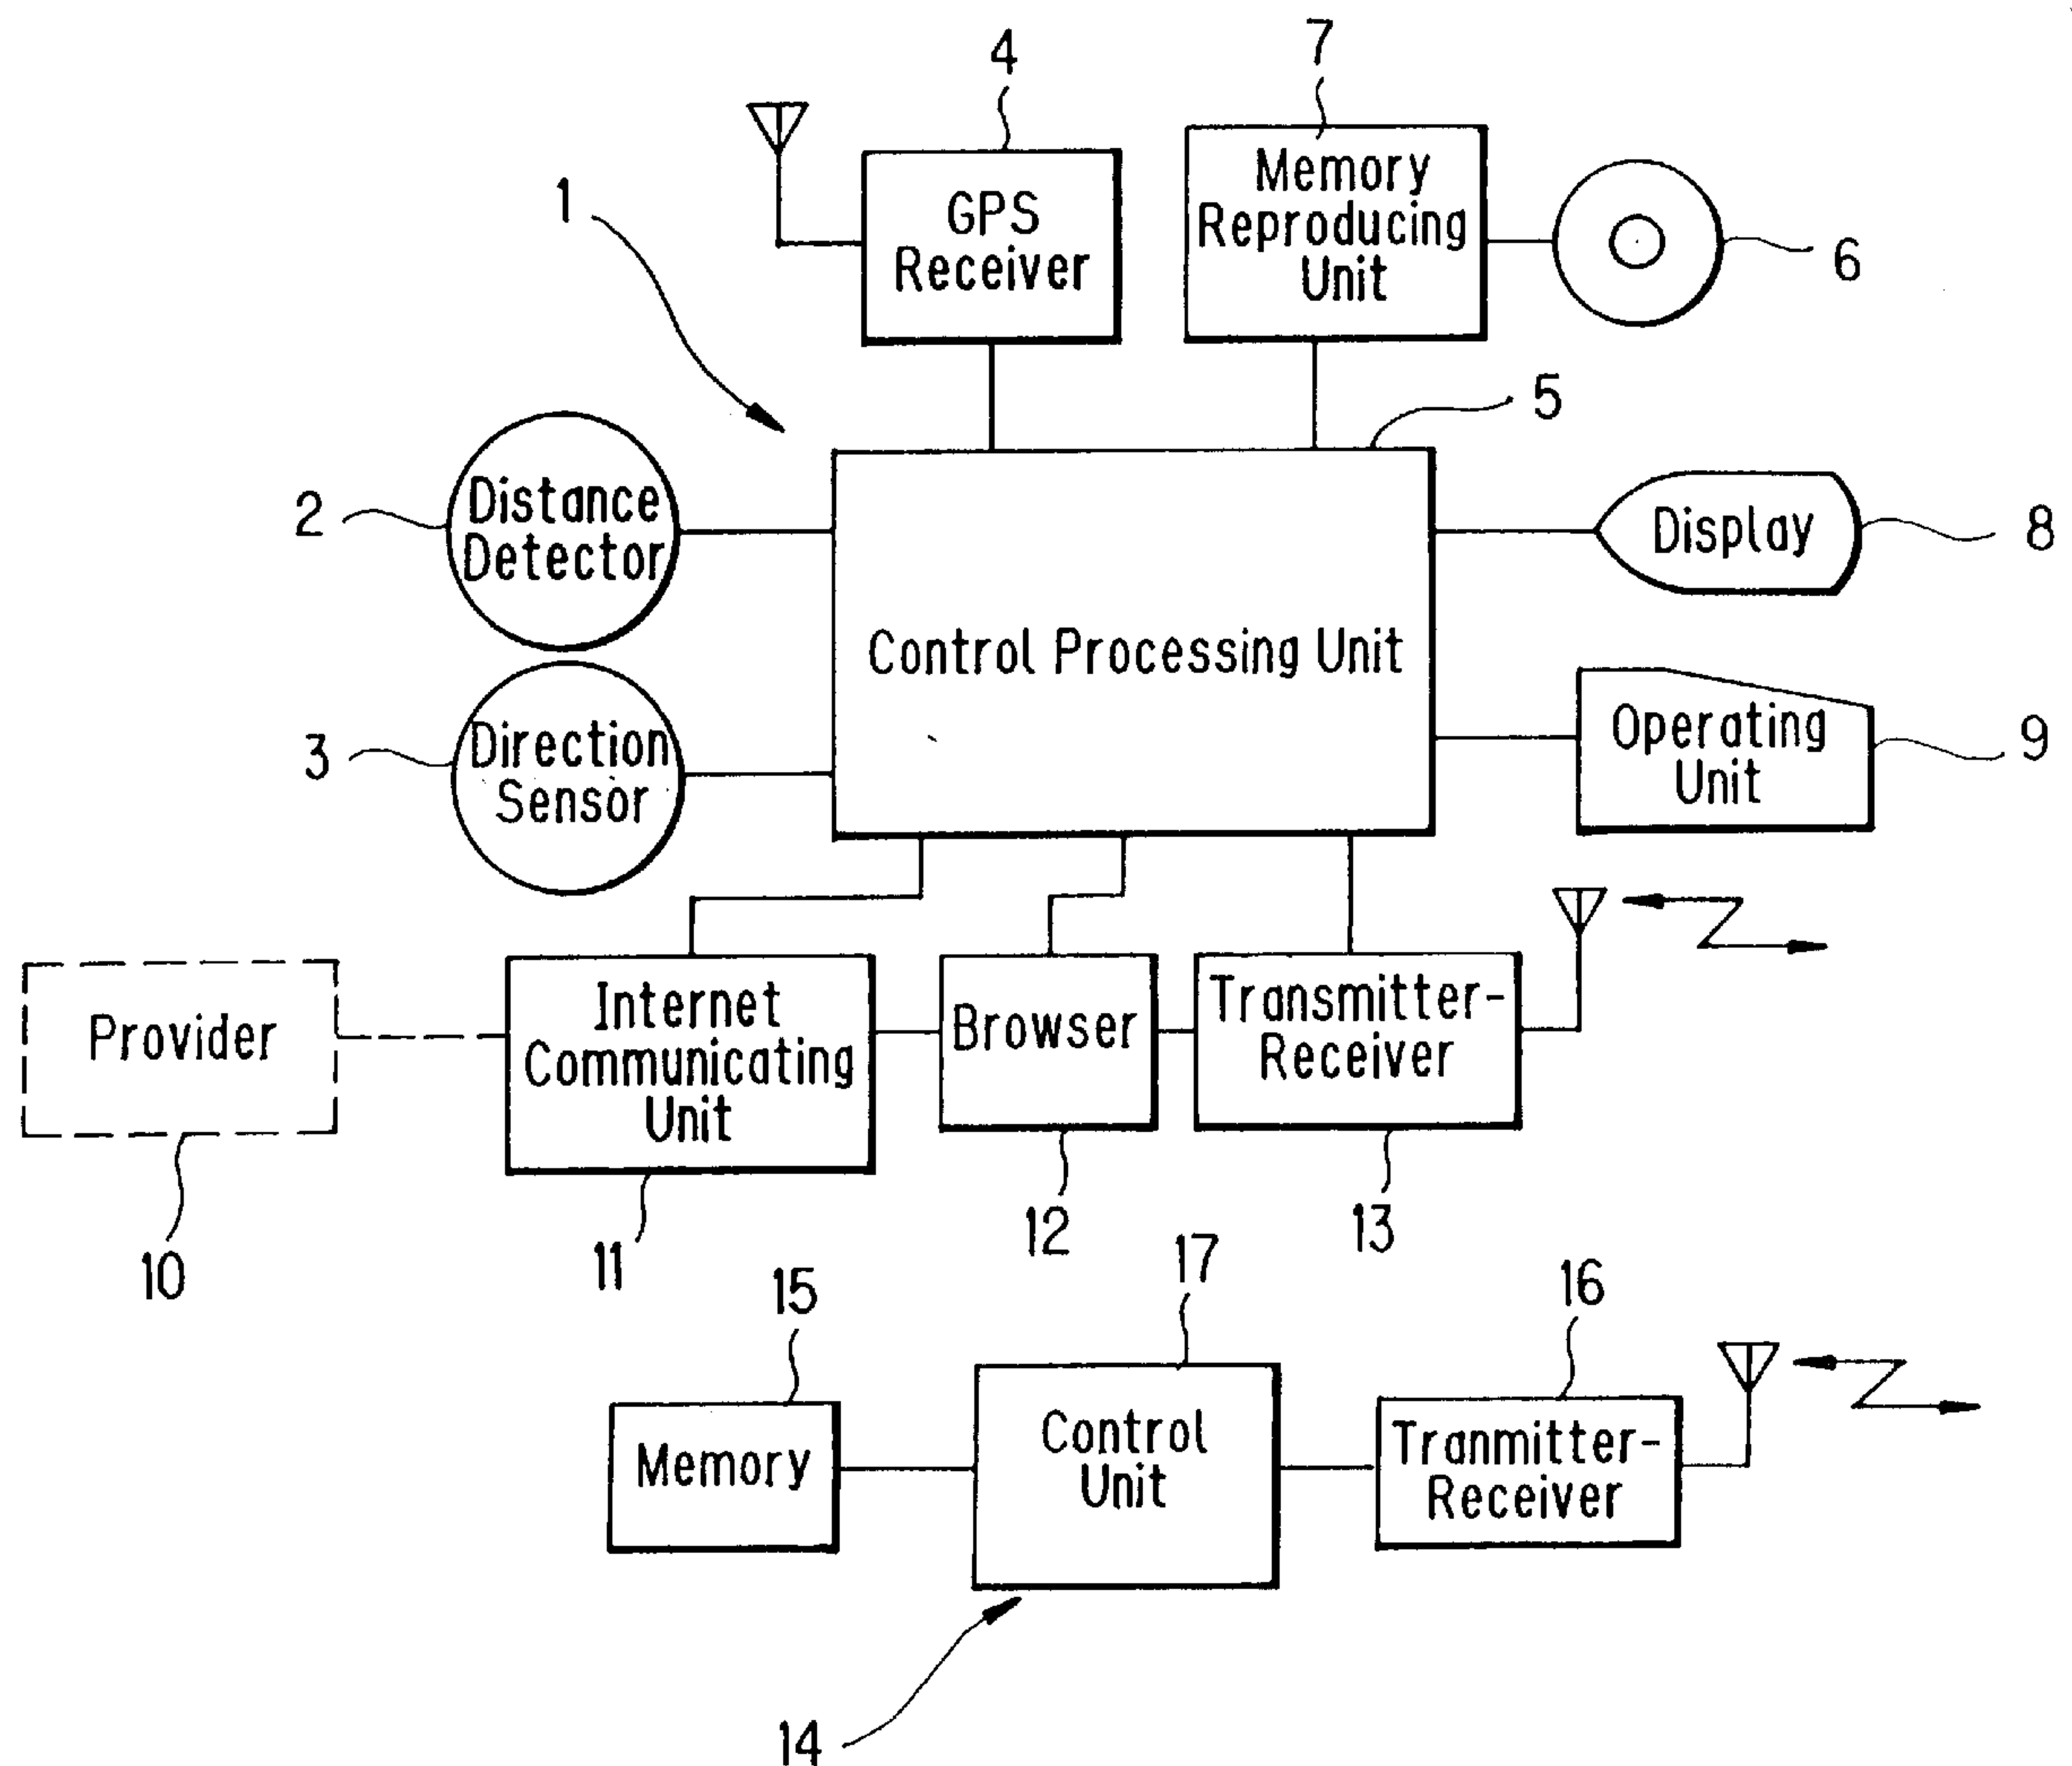 4
7
1
GPS
Receiver
Memory
Reproducing
Unit
6
5
2
Distance
Detector
Display
8
Control Processing Unit
3
Direction
Sensor
Operating
Unit
9
Provider
Internet
Communicating
Unit
Browser
Transmitter-
Receiver
10
11
12
13
15
17
16
Memory
Control
Unit
Tranmitter-
Receiver
14